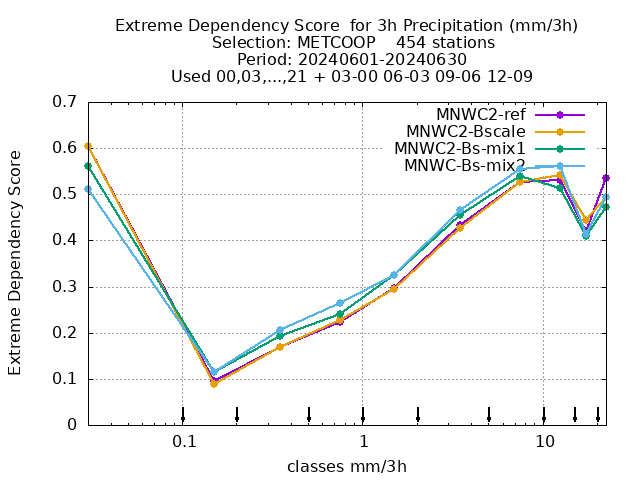 Extreme Dependency Score  for 3h Precipitation (mm/3h)
Selection: METCOOP    454 stations
Period: 20240601-20240630
Used 00,03,...,21 + 03-00 06-03 09-06 12-09
MNWC2-ref
MNWC2-Bscale
MNWC2-Bs-mix1
MNWC-Bs-mix2
Extreme Dependency Score
0.7
0.6
0.5
0.4
0.3
0.2
0.1
0
0.1 1 10
classes mm/3h